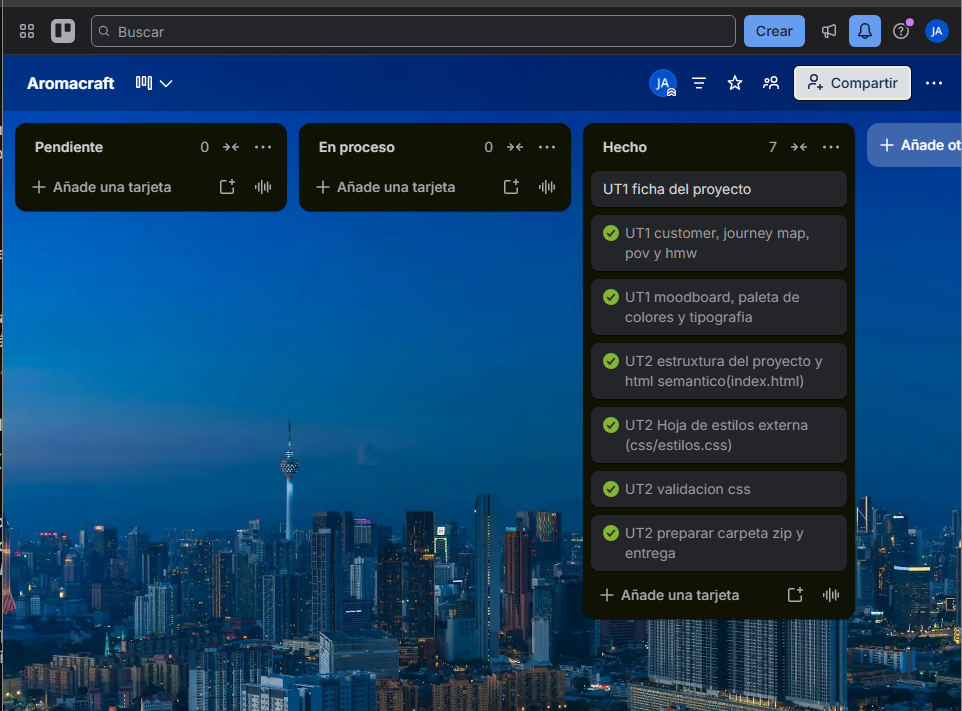 Buscar
Crear
JA
Aromacraft
JA
Compartir
Pendiente 0
Añade una tarjeta
En proceso 0
Añade una tarjeta
Hecho 7
UT1 ficha del proyecto
UT1 customer, journey map,
pov y hmw
UT1 moodboard, paleta de
colores y tipografia
UT2 estruxtura del proyecto y
html semantico(index.html)
UT2 Hoja de estilos externa
(css/estilos.css)
UT2 validacion css
UT2 preparar carpeta zip y
entrega
Añade una tarjeta
Añade ot